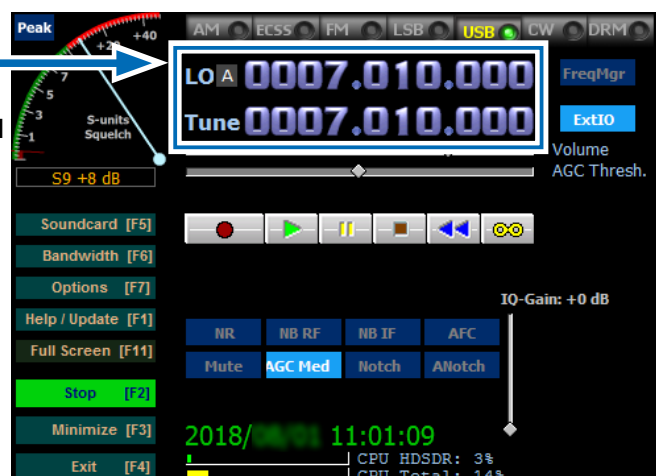 Peak
+20 +40
7
5
3
1
S-units
Squelch
S9 +8 dB
AM ECSS FM LSB USB CW DRM
LO A 0007.010.000
Tune 0007.010.000
FreqMgr
ExtIO
Volume
AGC Thresh.
Soundcard [F5]
Bandwidth [F6]
Options [F7]
Help / Update [F1]
Full Screen [F11]
Stop [F2]
Minimize [F3]
Exit [F4]
IQ-Gain: +0 dB
NR NB RF NB IF AFC
Mute AGC Med Notch ANotch
2018/ 11:01:09
CPU HDSDR: 3%
CPU Total: 14%